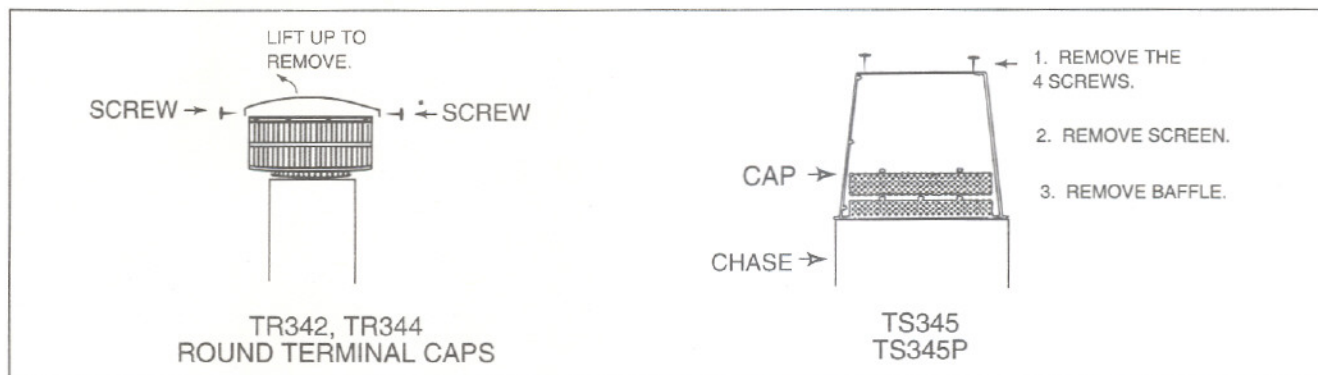 LIFT UP TO
REMOVE.
SCREW
SCREW
TR342, TR344
ROUND TERMINAL CAPS
1. REMOVE THE
4 SCREWS.
2. REMOVE SCREEN.
3. REMOVE BAFFLE.
CAP
CHASE
TS345
TS345P